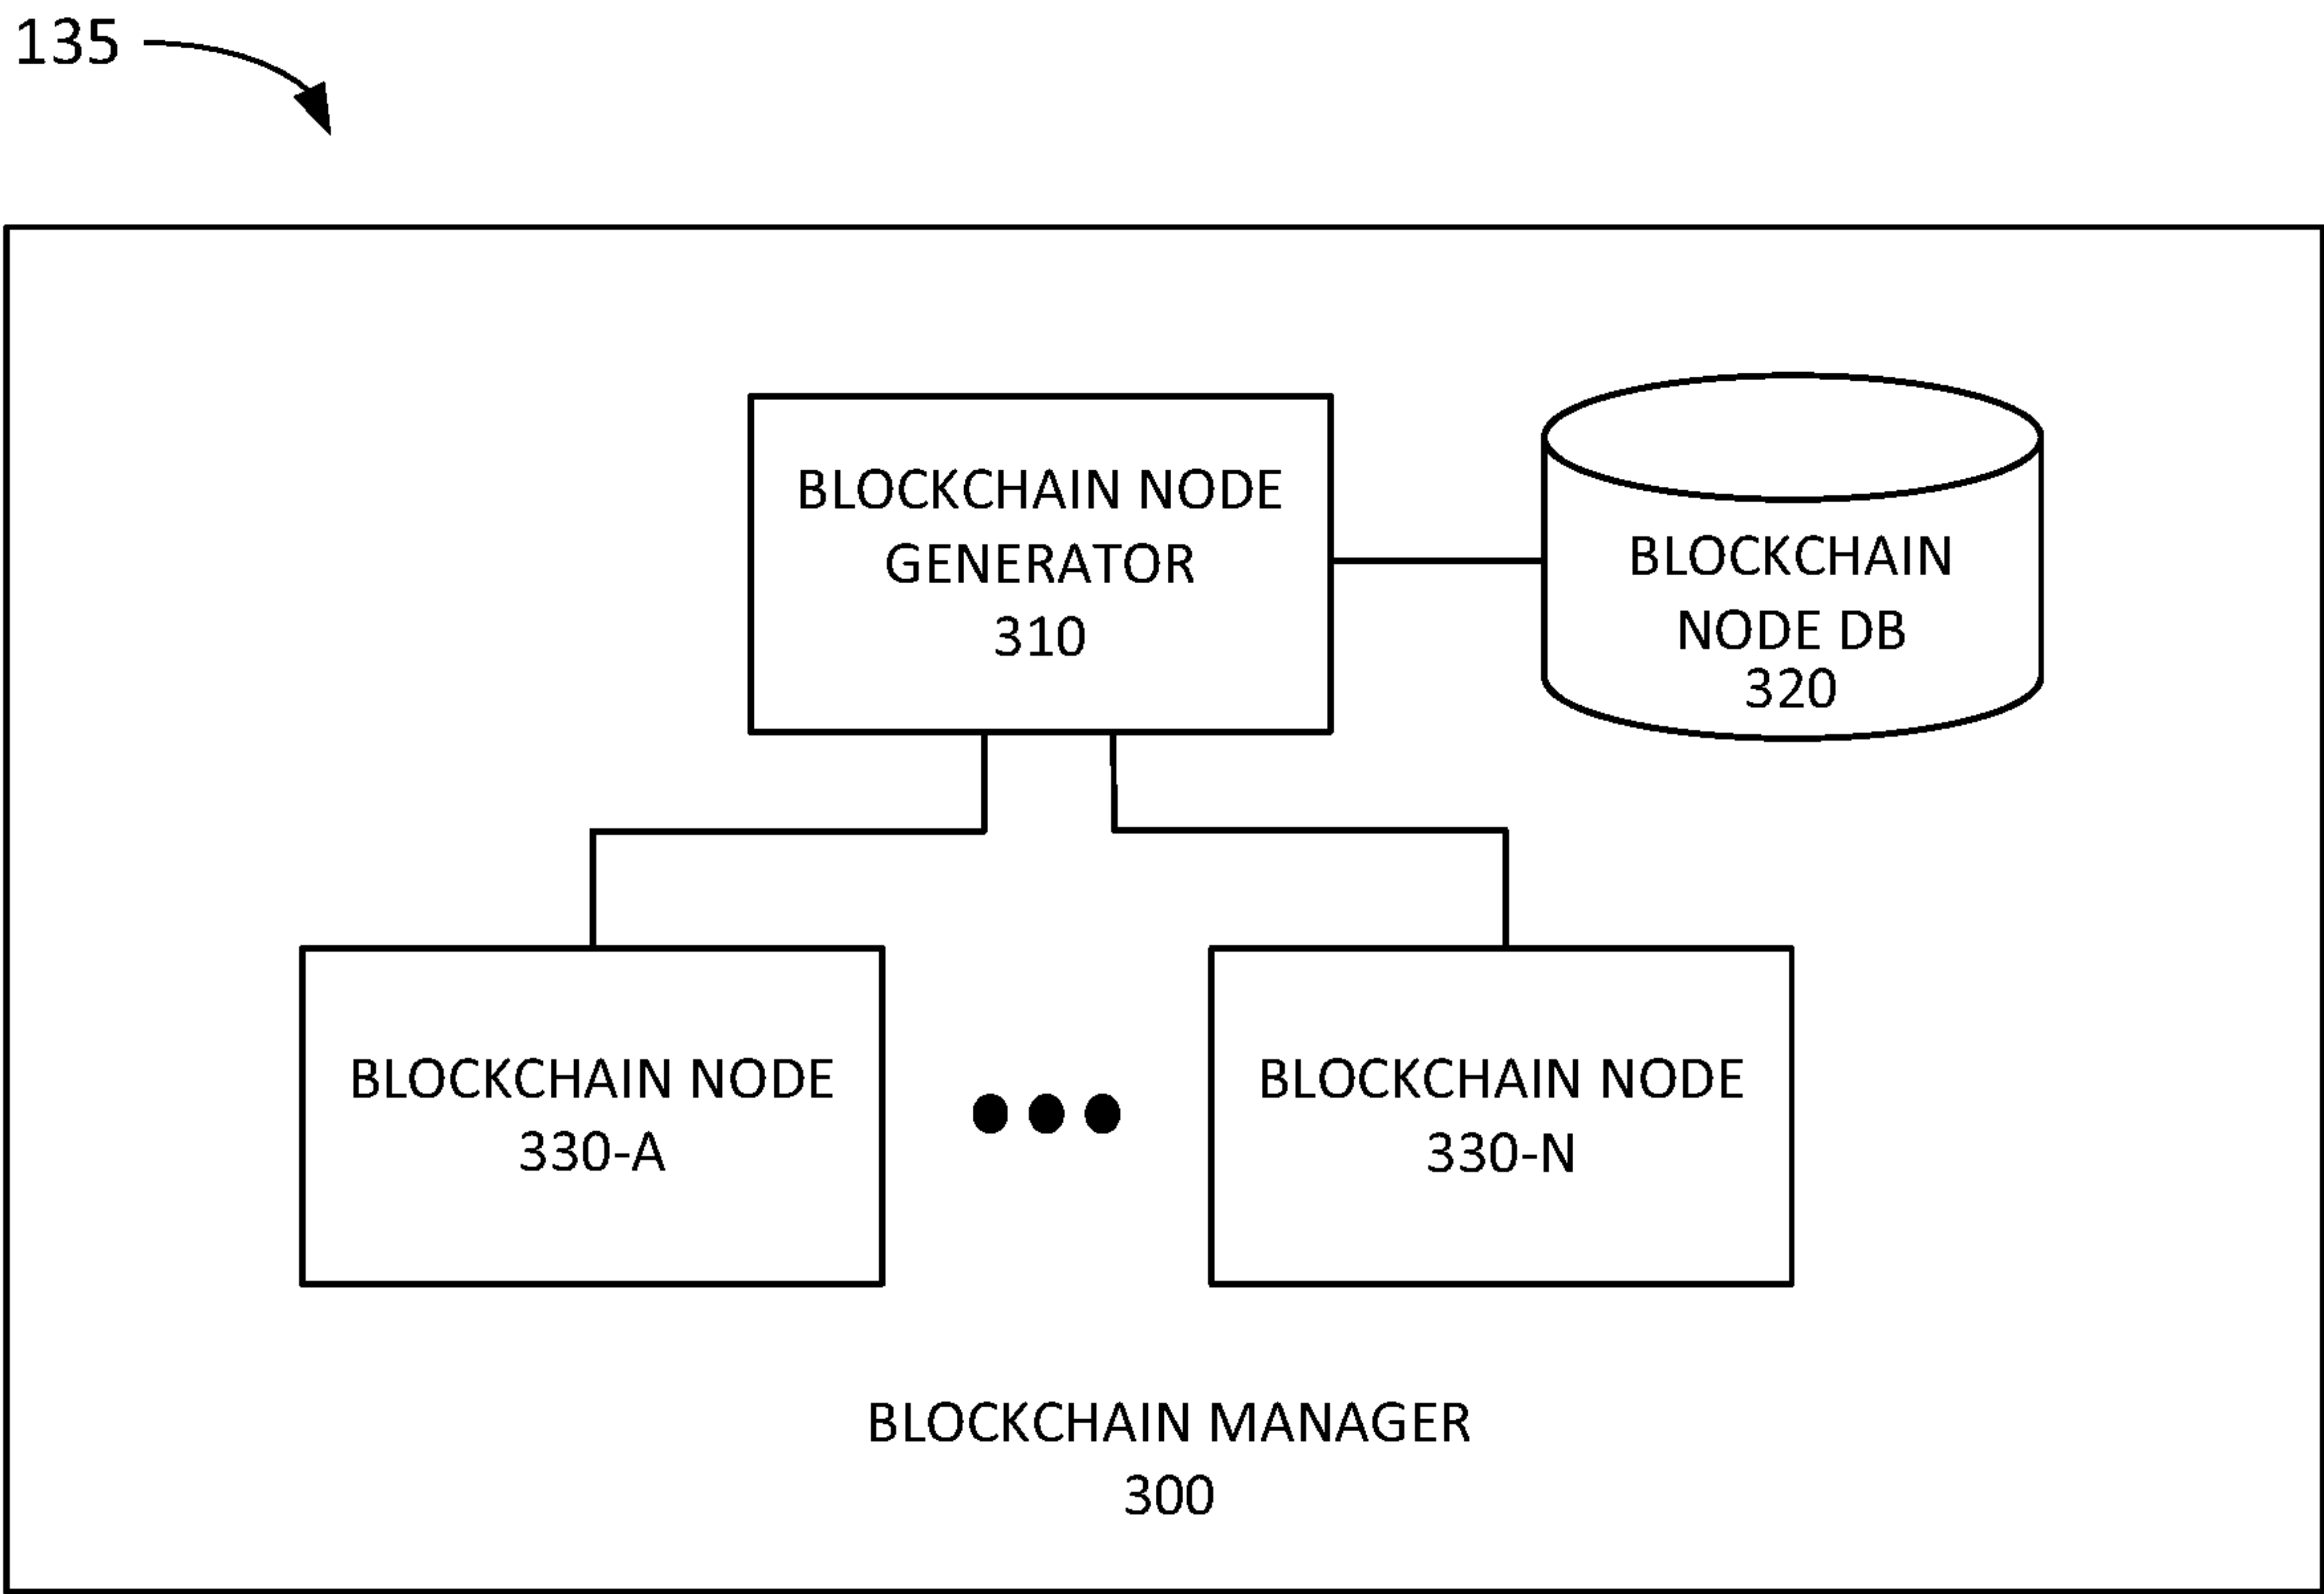 135
BLOCKCHAIN NODE
GENERATOR
310
BLOCKCHAIN
NODE DB
320
BLOCKCHAIN NODE
330-A
BLOCKCHAIN NODE
330-N
BLOCKCHAIN MANAGER
300